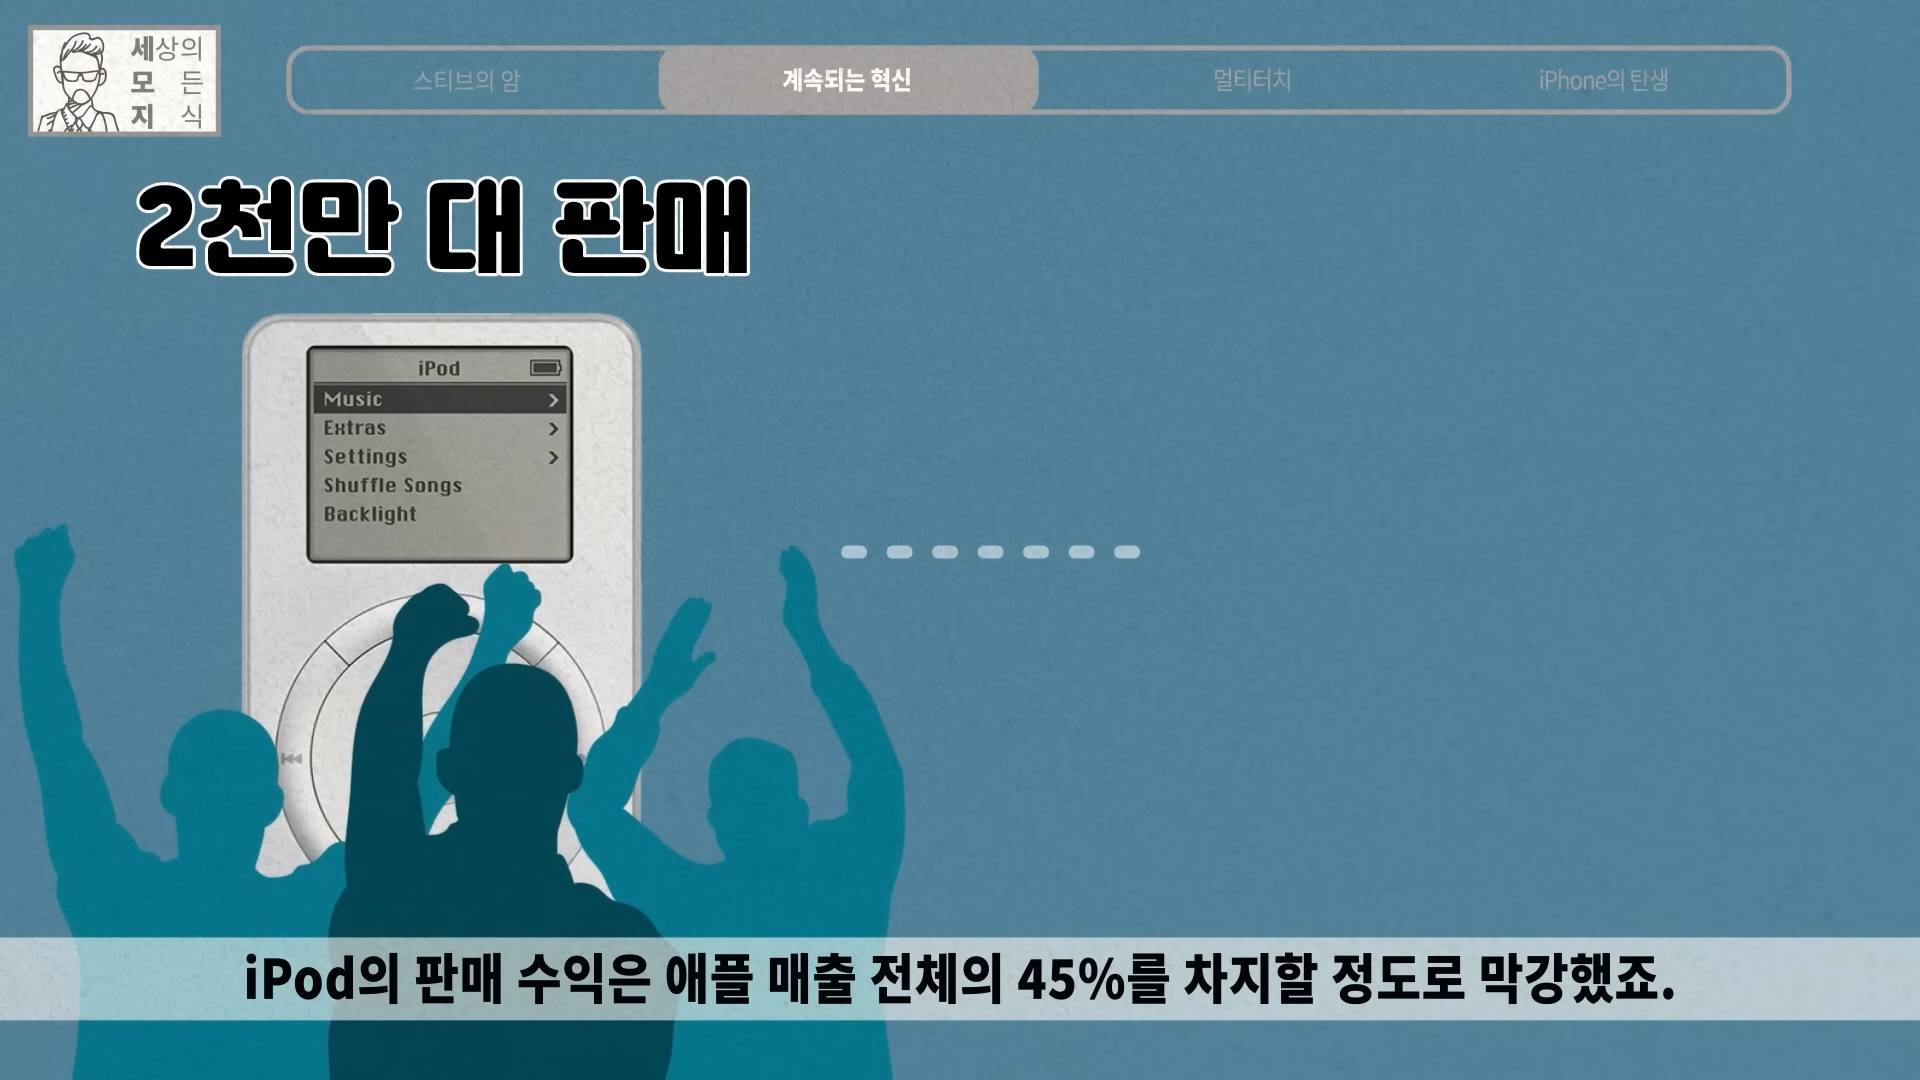 세상의
모든
지식
스티브의 암
계속되는 혁신
멀티터치
iPhone의 탄생
2천만 대 판매
iPod
Music
Extras
Settings
Shuffle Songs
Backlight
iPod의 판매 수익은 애플 매출 전체의 45%를 차지할 정도로 막강했죠.